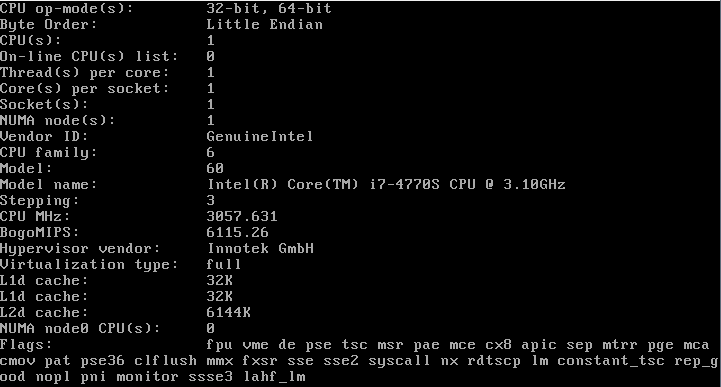 CPU op-mode(s): 32-bit, 64-bit
Byte Order: Little Endian
CPU(s): 1
On-line CPU(s) list: 0
Thread(s) per core: 1
Core(s) per socket: 1
Socket(s): 1
NUMA node(s): 1
Vendor ID: GenuineIntel
CPU family: 6
Model: 60
Model name: Intel(R) Core(TM) i7-4770S CPU @ 3.10GHz
Stepping: 3
CPU MHz: 3057.631
BogoMIPS: 6115.26
Hypervisor vendor: Innotek GmbH
Virtualization type: full
L1d cache: 32K
L1d cache: 32K
L2d cache: 6144K
NUMA node0 CPU(s): 0
Flags: fpu vme de pse tsc msr pae mce cx8 apic sep mtrr pge mca
cmov pat pse36 clflush mmx fxsr sse sse2 syscall nx rdtscp lm constant_tsc rep_g
ood nopl pni monitor ssse3 lahf_lm